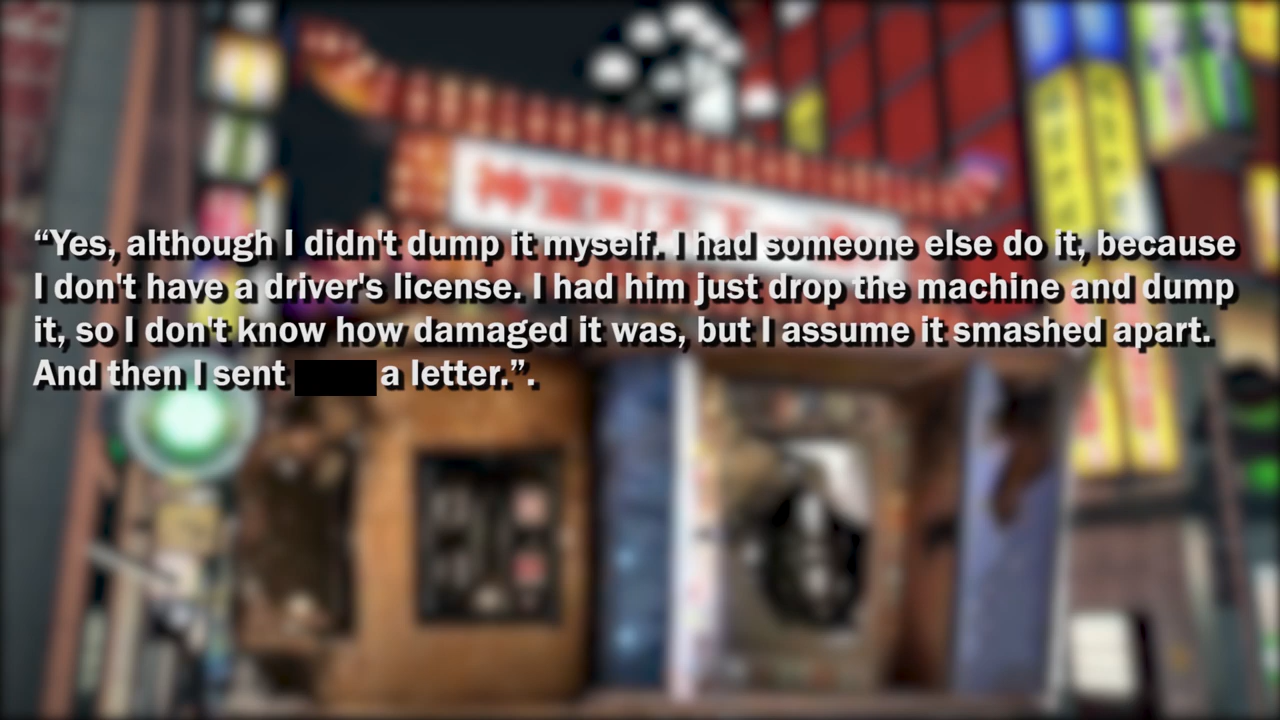 “Yes, although I didn't dump it myself. I had someone else do it, because
I don't have a driver's license. I had him just drop the machine and dump
it, so I don't know how damaged it was, but I assume it smashed apart.
And then I sent a letter.”.